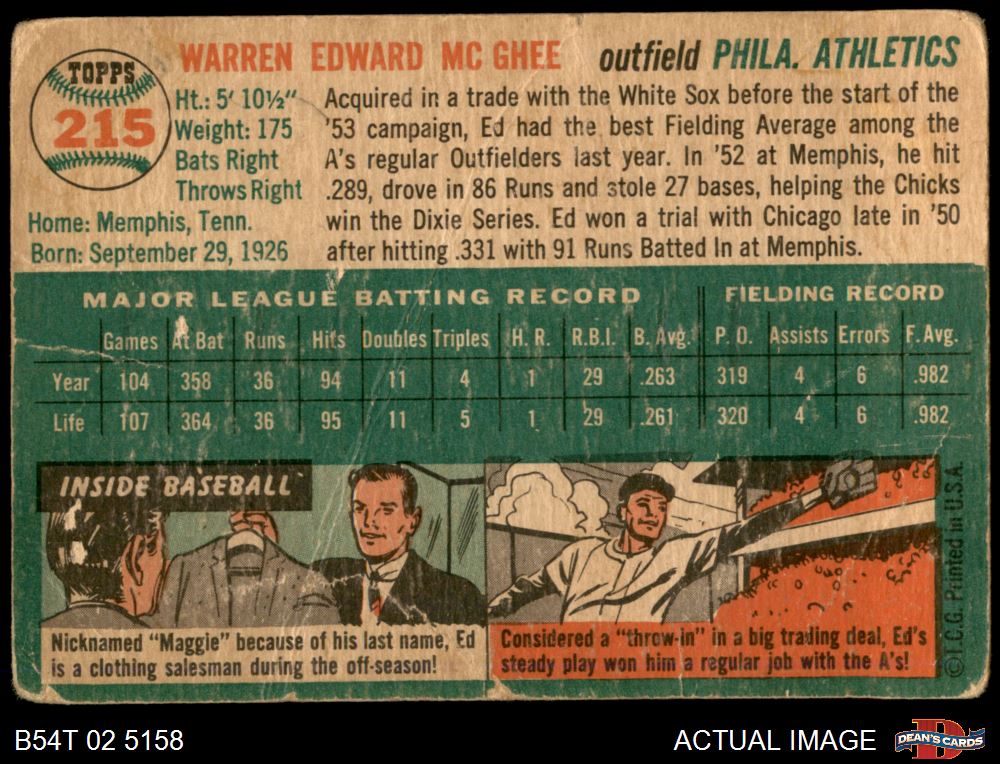 TOPPS
215
WARREN EDWARD MC GHEE outfield PHILA. ATHLETICS
Ht.: 5' 10½"
Weight: 175
Bats Right
Throws Right
Home: Memphis, Tenn.
Born: September 29, 1926
Acquired in a trade with the White Sox before the start of the
'53 campaign, Ed had the best Fielding Average among the
A's regular Outfielders last year. In '52 at Memphis, he hit
.289, drove in 86 Runs and stole 27 bases, helping the Chicks
win the Dixie Series. Ed won a trial with Chicago late in '50
after hitting .331 with 91 Runs Batted In at Memphis.
MAJOR LEAGUE BATTING RECORD FIELDING RECORD
Games At Bat Runs Hits Doubles Triples H. R. R.B.I. B. Avg. P. O. Assists Errors F. Avg.
Year 104 358 36 94 11 4 1 29 .263 319 4 6 .982
Life 107 364 36 95 11 5 1 29 .261 320 4 6 .982
INSIDE BASEBALL
Nicknamed "Maggie" because of his last name, Ed
is a clothing salesman during the off-season!
Considered a "throw-in" in a big trading deal, Ed's
steady play won him a regular job with the A's!
©T.C.G. Printed in U.S.A.
B54T 02 5158
ACTUAL IMAGE
DEAN'S CARDS